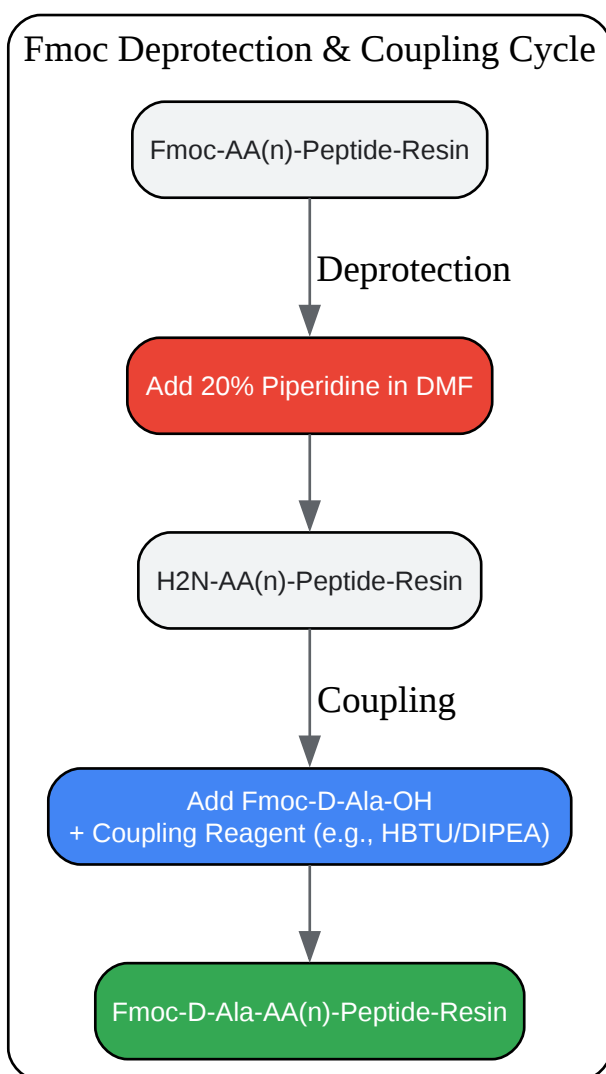 Fmoc Deprotection & Coupling Cycle
Fmoc-AA(n)-Peptide-Resin
Deprotection
Add 20% Piperidine in DMF
H2N-AA(n)-Peptide-Resin
Coupling
Add Fmoc-D-Ala-OH
+ Coupling Reagent (e.g., HBTU/DIPEA)
Fmoc-D-Ala-AA(n)-Peptide-Resin